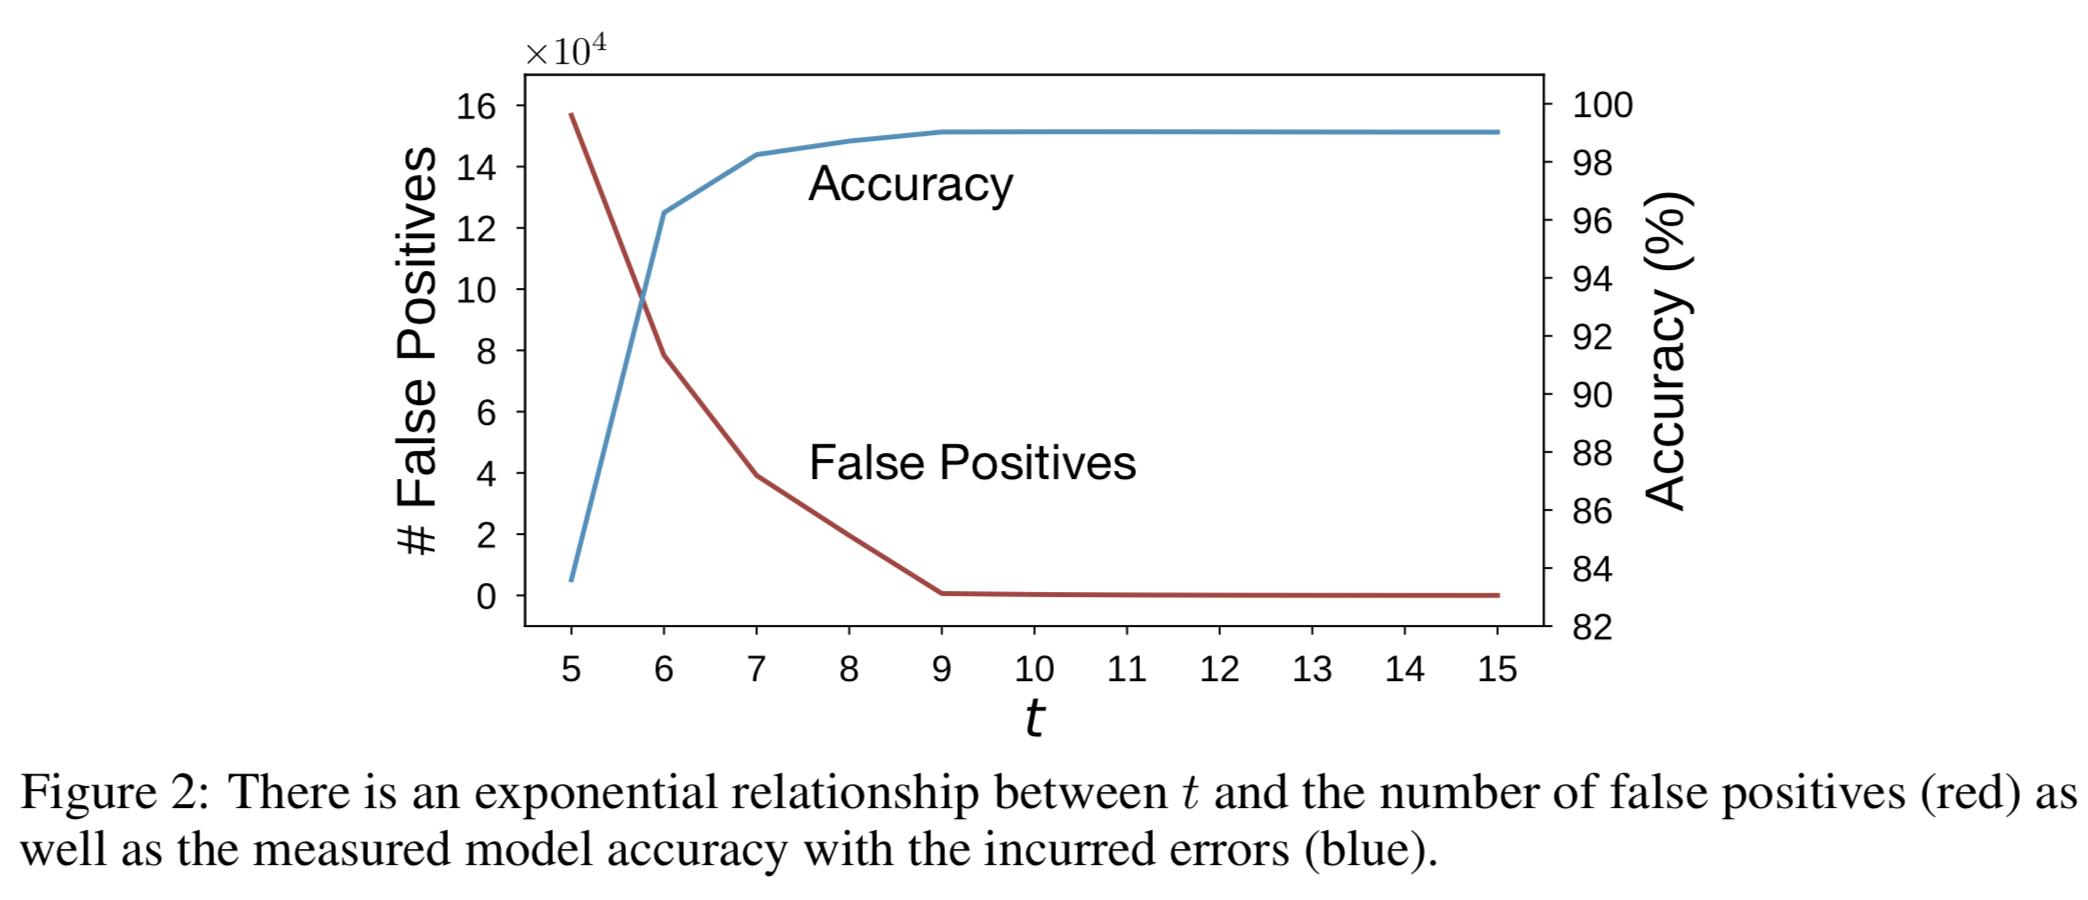 ×10⁴
16
14
12
10
8
6
4
2
0
# False Positives
Accuracy
False Positives
100
98
96
94
92
90
88
86
84
82
Accuracy (%)
5 6 7 8 9 10 11 12 13 14 15
t
Figure 2: There is an exponential relationship between t and the number of false positives (red) as
well as the measured model accuracy with the incurred errors (blue).